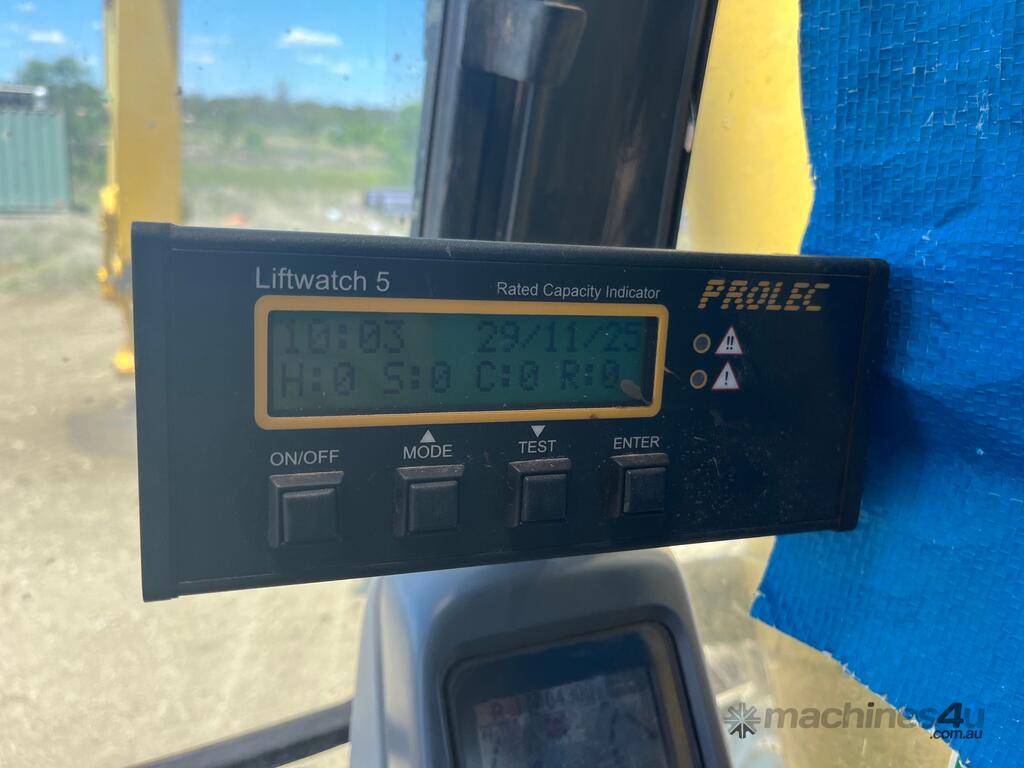 Liftwatch 5
Rated Capacity Indicator
PROLEC
10:03 29/11/25
H:0 S:0 C:0 R:0
!!
!
ON/OFF
MODE
TEST
ENTER
machines4u
.com.au